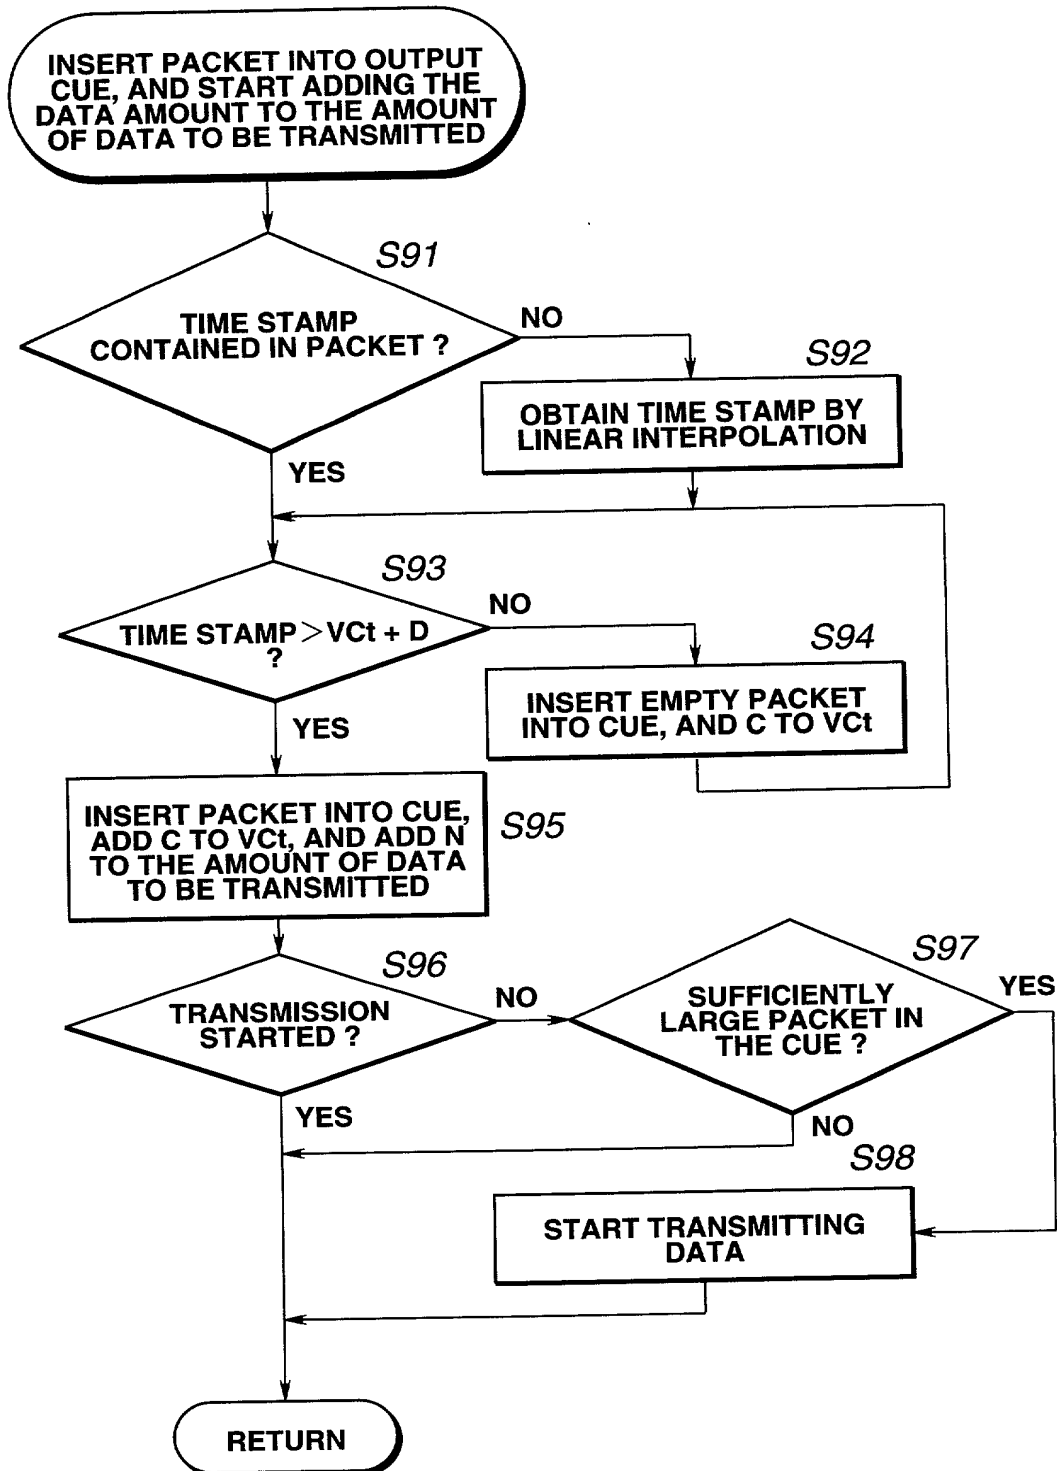 INSERT PACKET INTO OUTPUT
CUE, AND START ADDING THE
DATA AMOUNT TO THE AMOUNT
OF DATA TO BE TRANSMITTED
S91
TIME STAMP
CONTAINED IN PACKET ?
NO
S92
OBTAIN TIME STAMP BY
LINEAR INTERPOLATION
YES
S93
TIME STAMP > VCt + D
?
NO
S94
INSERT EMPTY PACKET
INTO CUE, AND C TO VCt
YES
INSERT PACKET INTO CUE,
ADD C TO VCt, AND ADD N
TO THE AMOUNT OF DATA
TO BE TRANSMITTED
S95
S96
TRANSMISSION
STARTED ?
NO
S97
SUFFICIENTLY
LARGE PACKET IN
THE CUE ?
YES
YES
NO
S98
START TRANSMITTING
DATA
RETURN